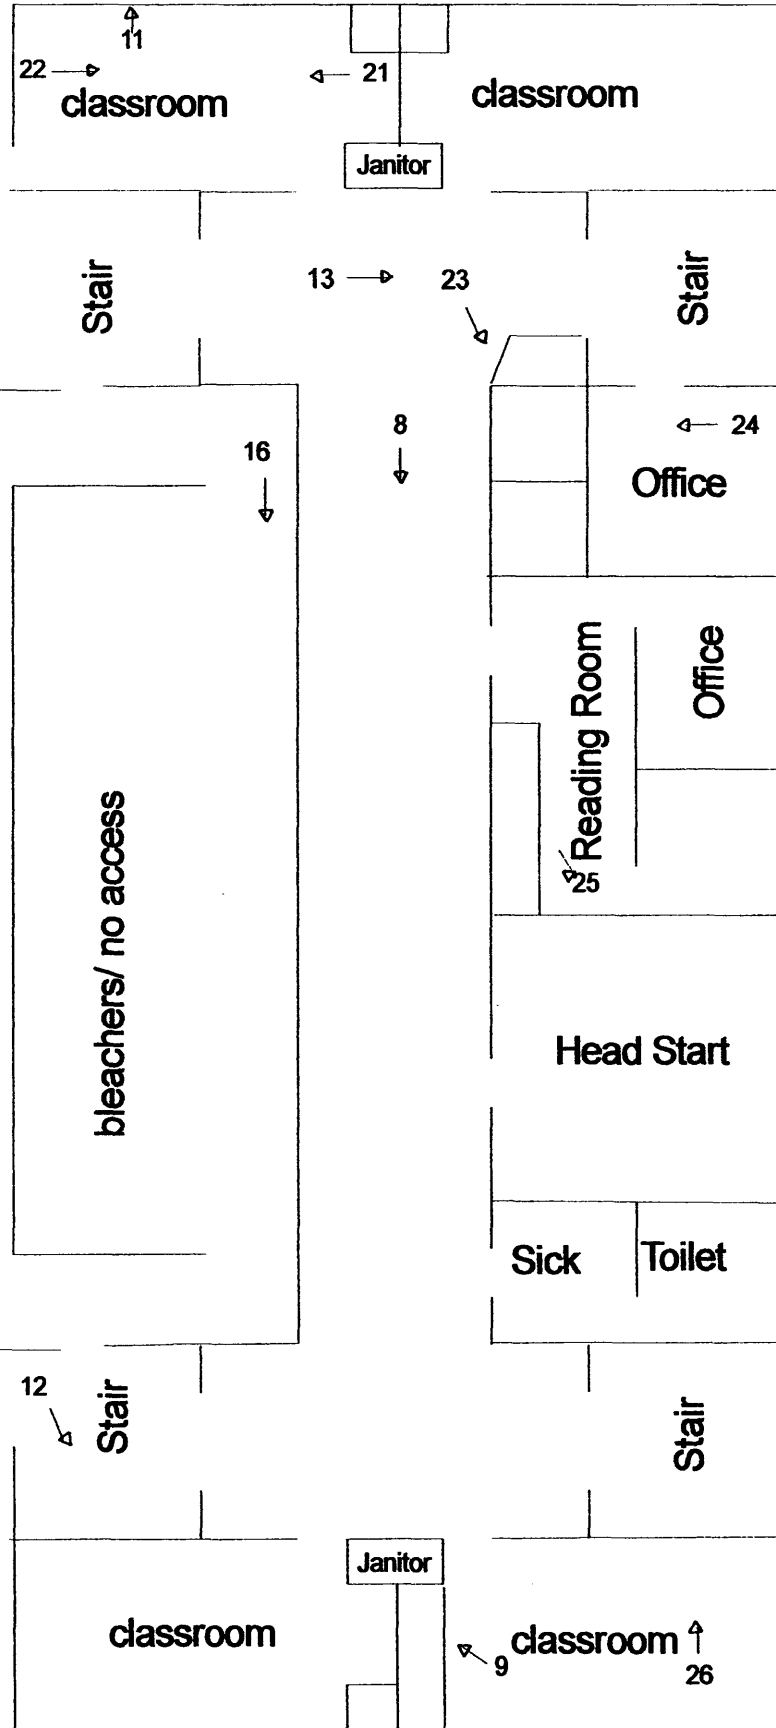 11
22
21
classroom
classroom
Janitor
Stair
13
23
Stair
8
24
16
Office
Reading Room
Office
bleachers/ no access
25
Head Start
Sick
Toilet
12
Stair
Stair
Janitor
classroom
9
classroom
26